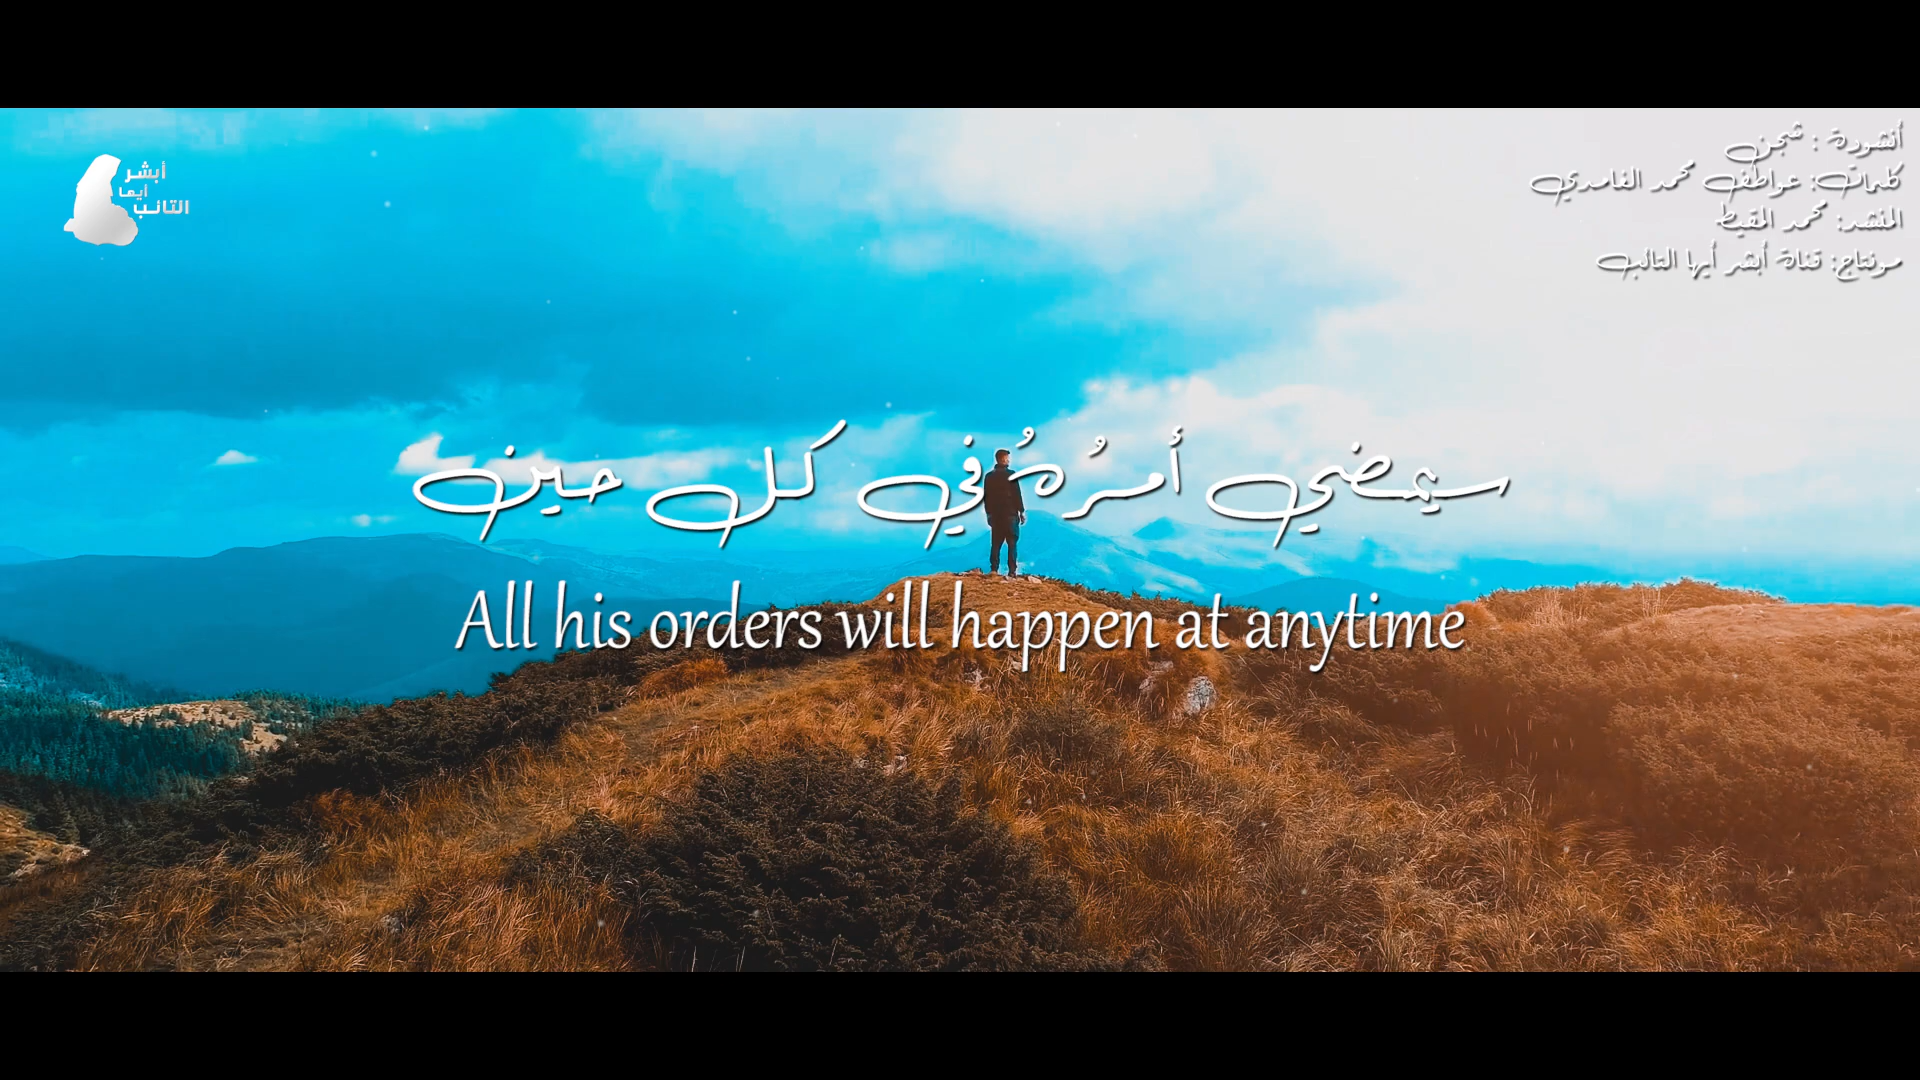 أبشر
أيها
التائب
أنشودة : شجن
كلمات: عواطف محمد الغامدي
المنشد: محمد المقيط
مونتاج: قناة أبشر أيها التائب
سيمضي أمرُهُ في كل حين
All his orders will happen at anytime